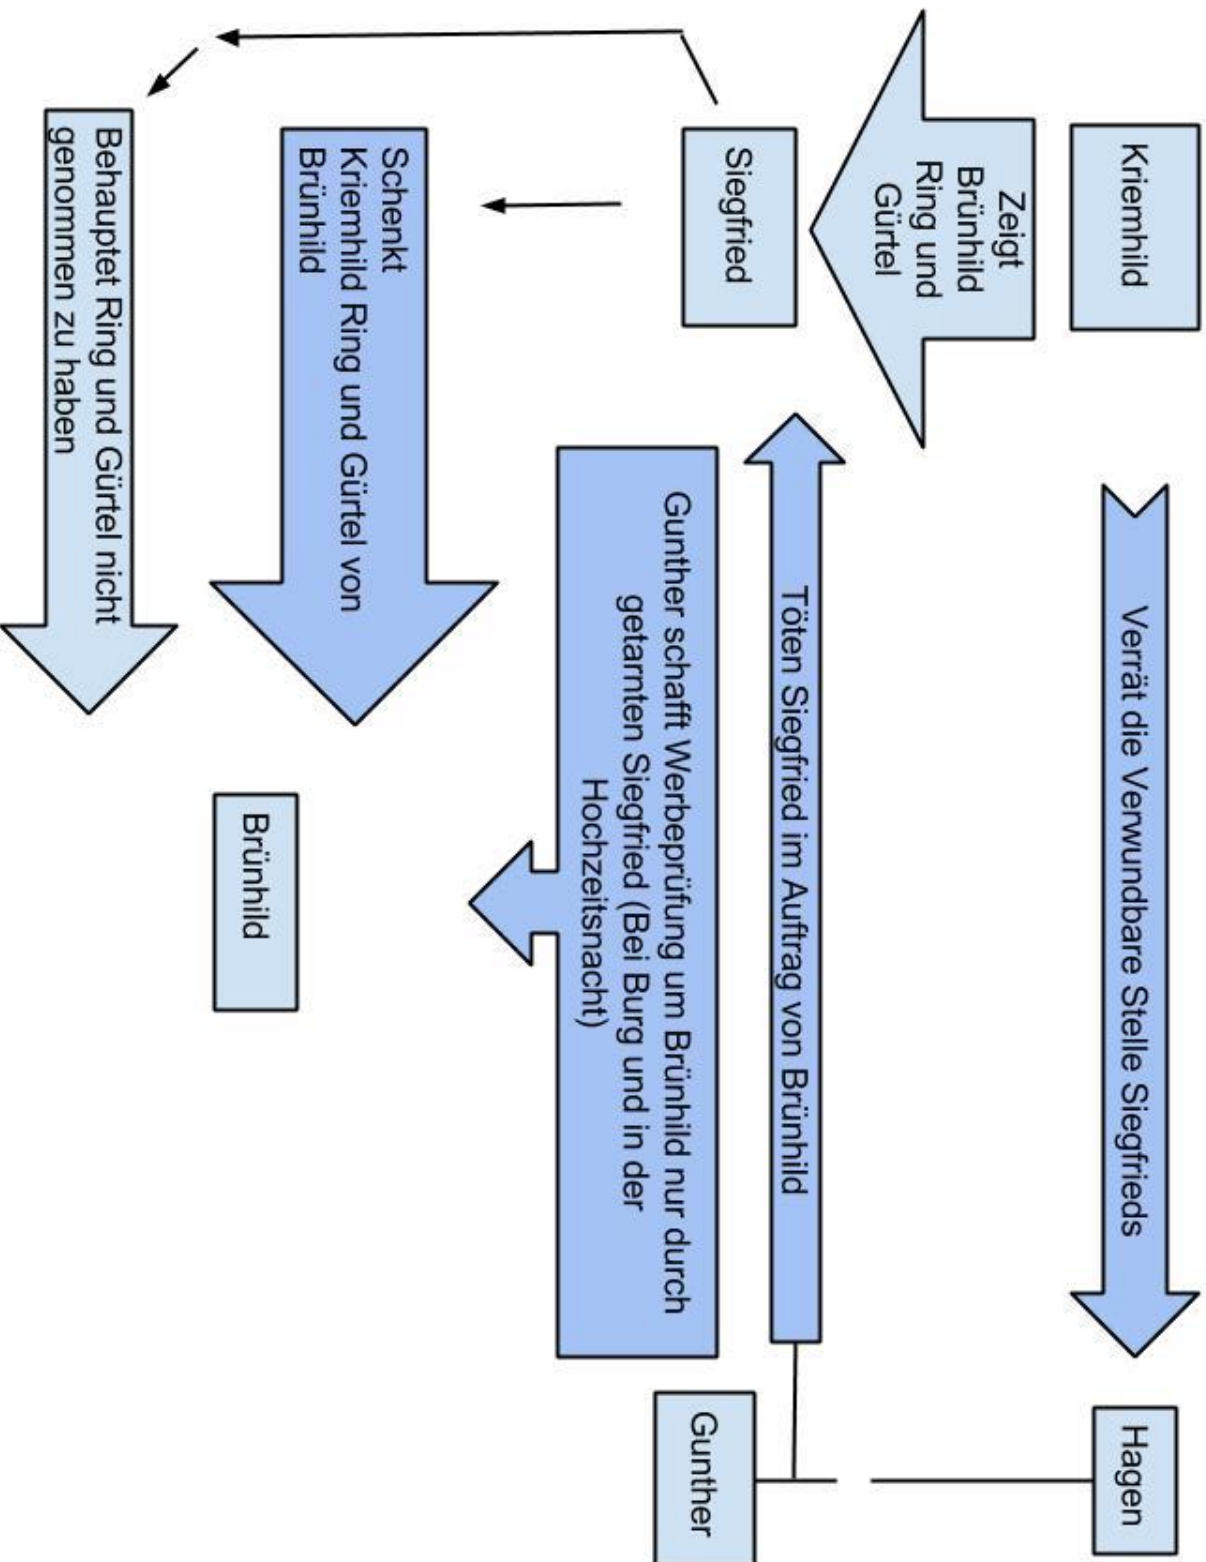 Kriemhild
Verrät die Verwundbare Stelle Siegfrieds
Hagen
Zeigt
Brünhild
Ring und
Gürtel
Siegfried
Töten Siegfried im Auftrag von Brünhild
Gunther
Gunther schafft Werbeprüfung um Brünhild nur durch
getarnten Siegfried (Bei Burg und in der
Hochzeitsnacht)
Schenkt
Kriemhild Ring und Gürtel von
Brünhild
Brünhild
Behauptet Ring und Gürtel nicht
genommen zu haben